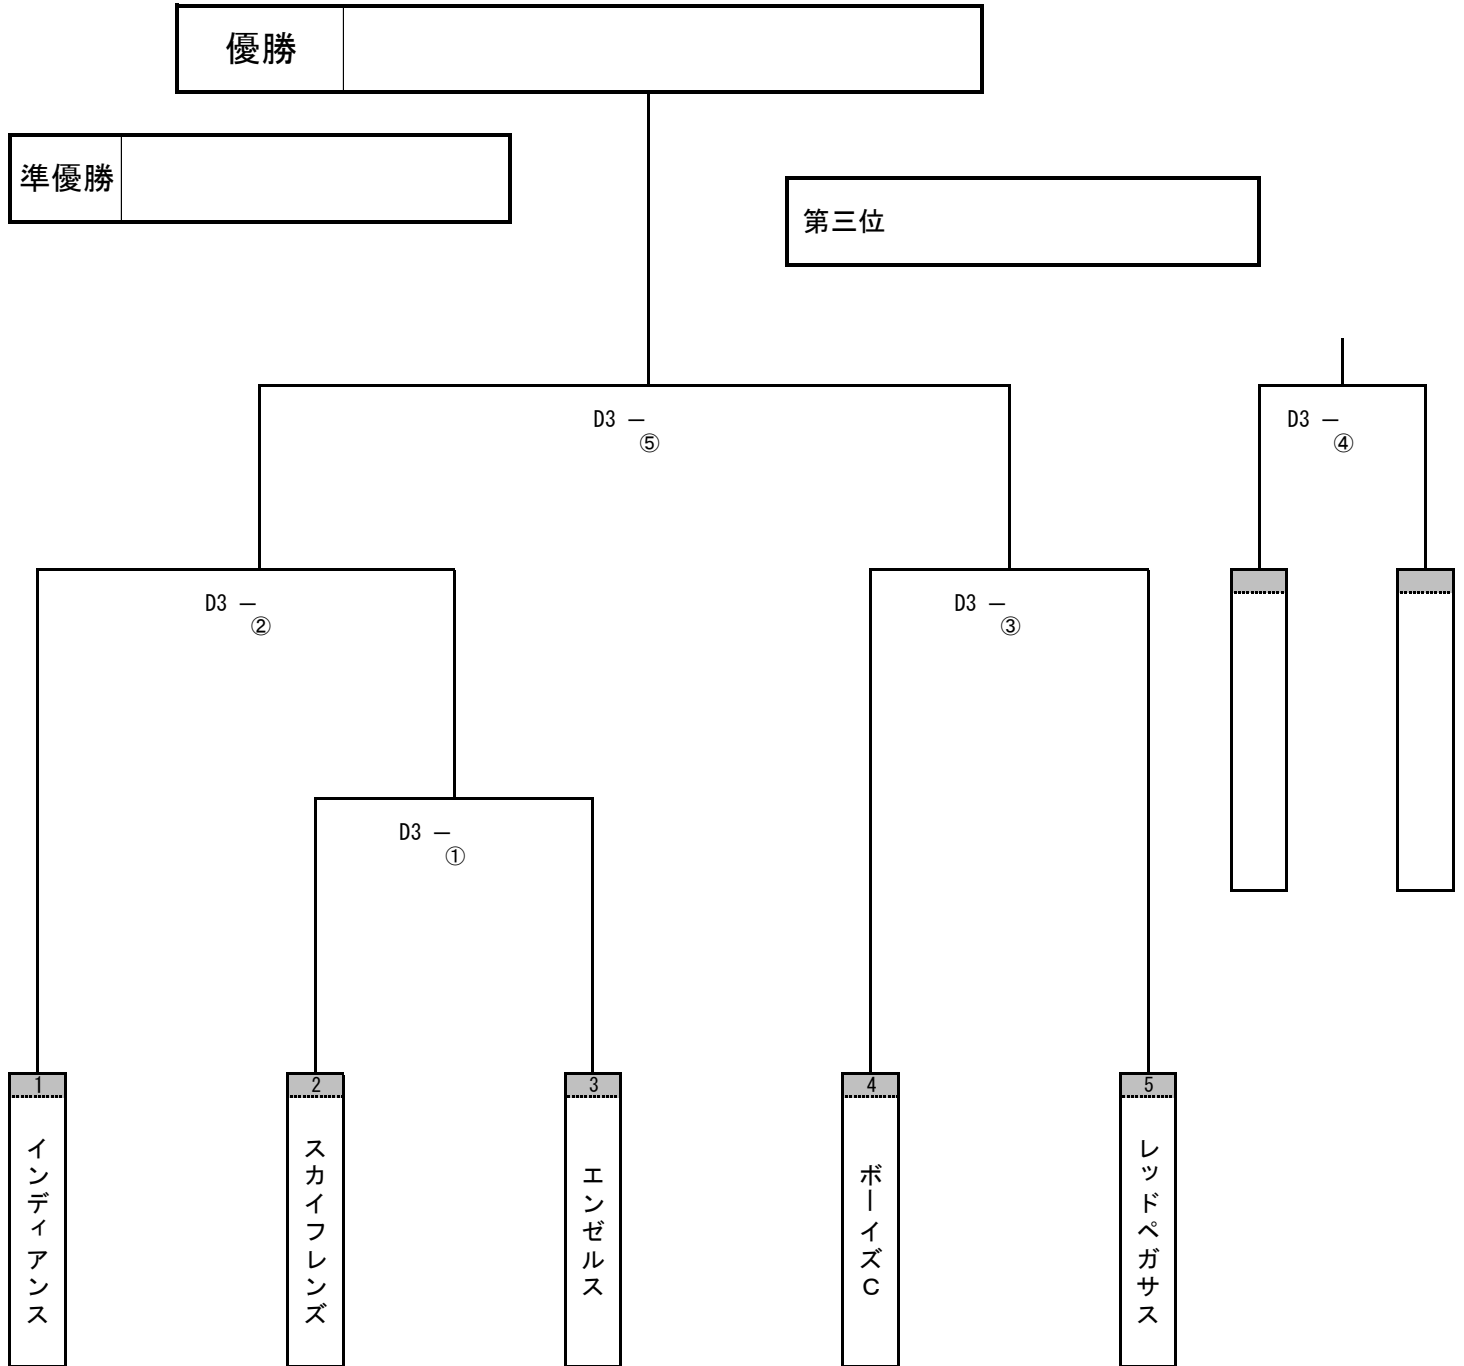 優勝
準優勝
第三位
D3 －
⑤
D3 －
④
D3 －
②
D3 －
③
D3 －
①
1
2
3
4
5
インディアンス
スカイフレンズ
エンゼルス
ボーイズC
レッドペガサス